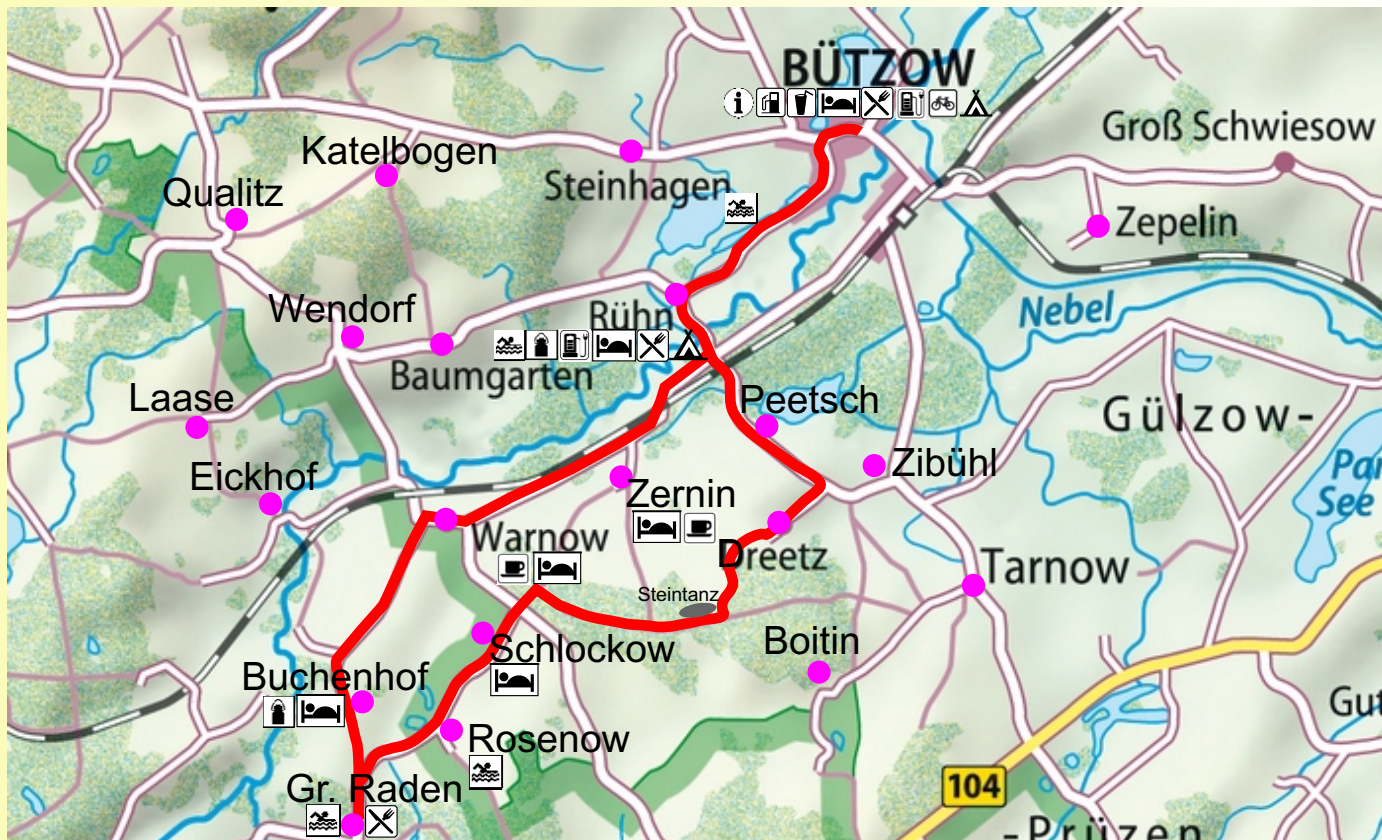 BÜTZOW
Groß Schwiesow
Katelbogen
Steinhagen
Qualitz
Zepelin
Wendorf
Rühn
Nebel
Baumgarten
Laase
Peetsch
Gülzow-
Eickhof
Zibühl
Par
See
Zernin
Warnow
Dreetz
Tarnow
Steintanz
Schlockow
Boitin
Buchenhof
Gut
Rosenow
Gr. Raden
104
-Prüzen